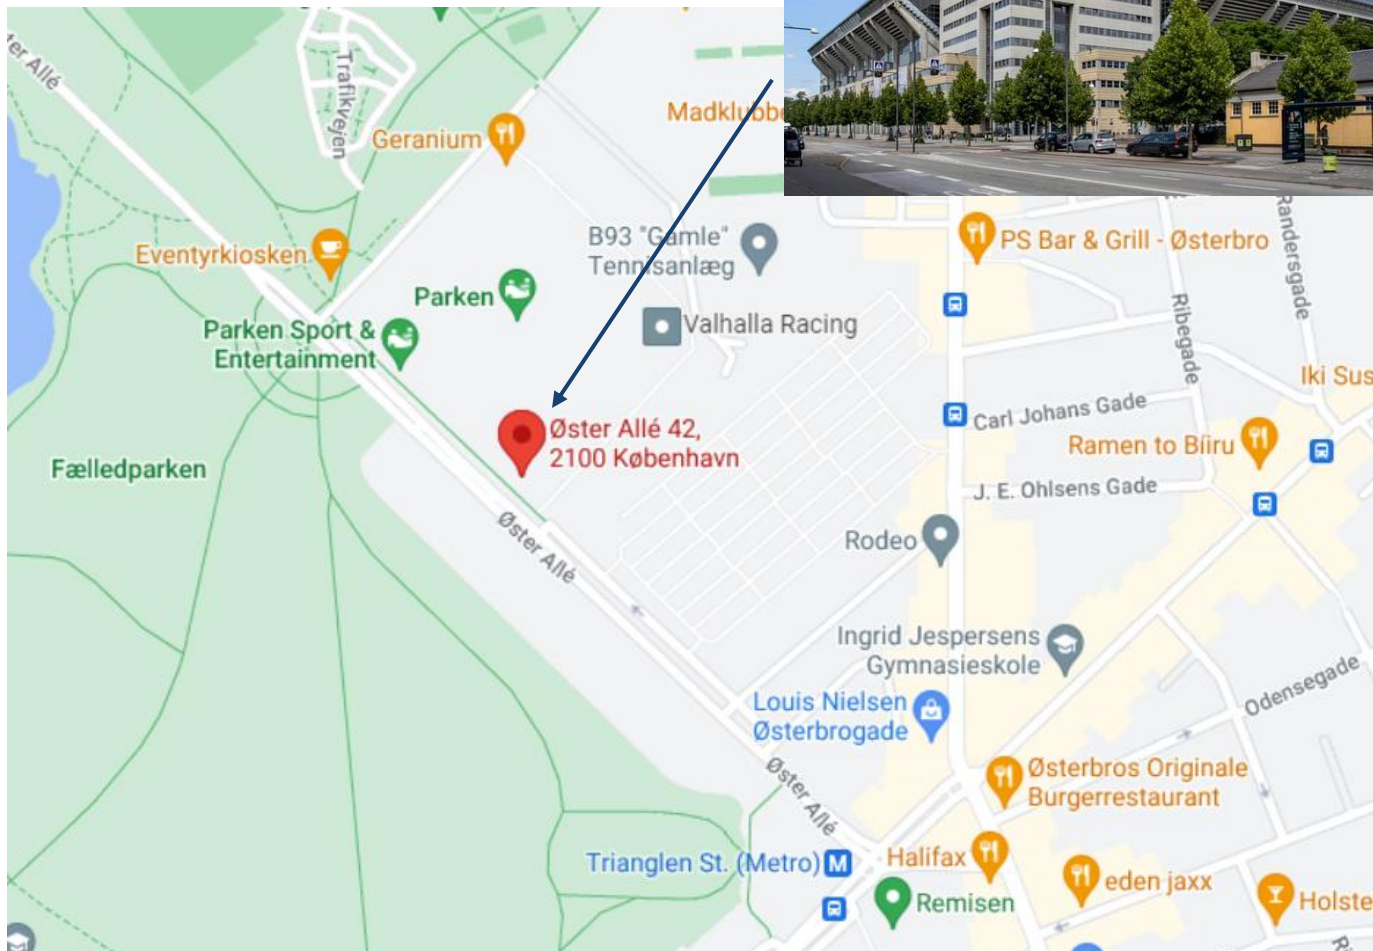 ter Allé
Trafikvejen
Geranium
Madklubbe
Eventyrkiosken
B93 "Gamle"
Tennisanlæg
PS Bar & Grill - Østerbro
Randersgade
Parken
Parken Sport &
Entertainment
Valhalla Racing
Ribegade
Iki Sus
Carl Johans Gade
Øster Allé 42,
2100 København
Ramen to Bíiru
Fælledparken
J. E. Ohlsens Gade
Øster Allé
Rodeo
Ingrid Jespersens
Gymnasieskole
Odensegade
Louis Nielsen
Østerbrogade
Østerbros Originale
Burgerrestaurant
Øster Allé
Trianglen St. (Metro) M
Halifax
eden jaxx
Remisen
Holste